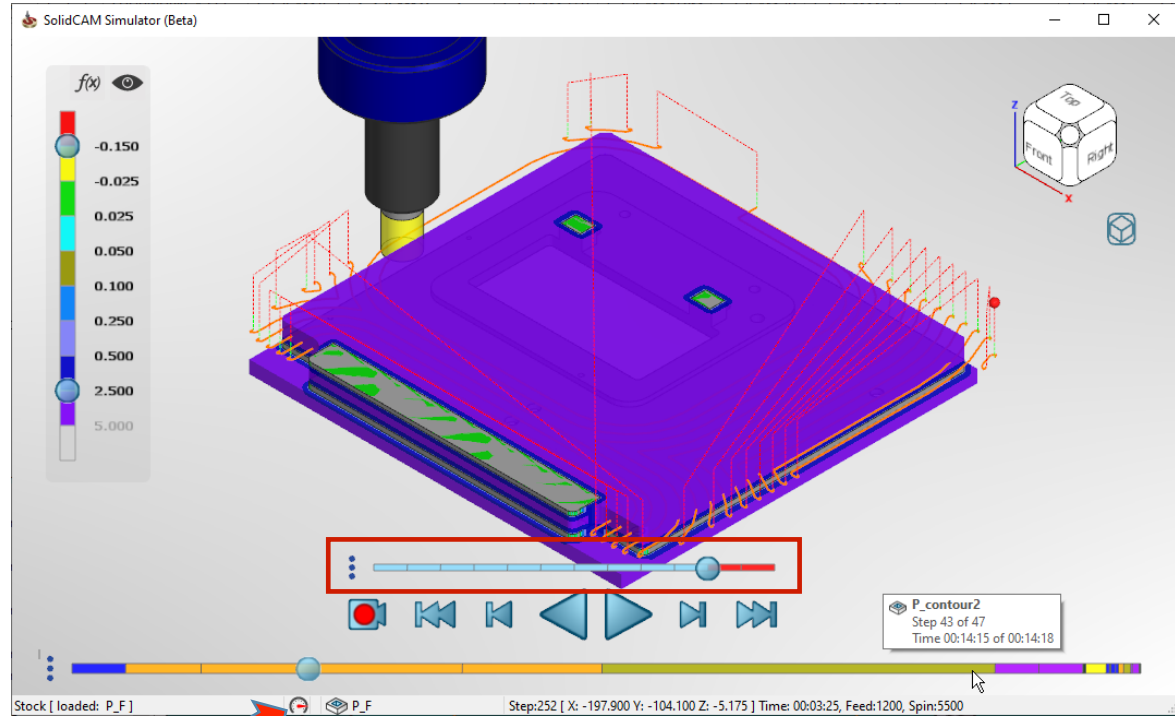 SolidCAM Simulator (Beta)
f(x)
-0.150
-0.025
0.025
0.050
0.100
0.250
0.500
2.500
5.000
Z
Top
Front
Right
X
P_contour2
Step 43 of 47
Time 00:14:15 of 00:14:18
Stock [ loaded: P_F ]
P_F
Step:252 [ X: -197.900 Y: -104.100 Z: -5.175 ] Time: 00:03:25, Feed:1200, Spin:5500